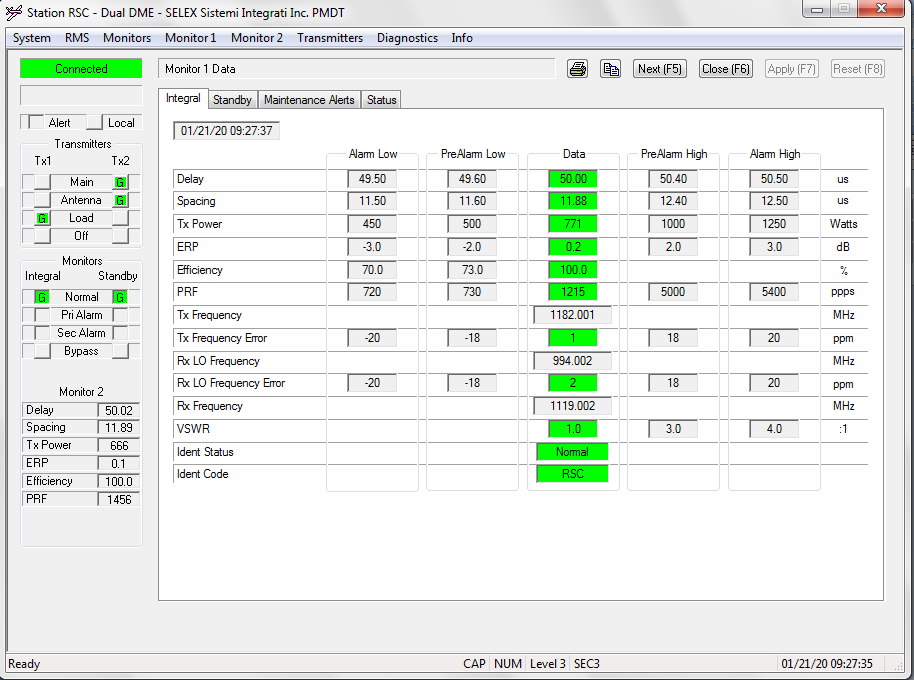 Station RSC - Dual DME - SELEX Sistemi Integrati Inc. PMDT
System RMS Monitors Monitor 1 Monitor 2 Transmitters Diagnostics Info
Connected
Monitor 1 Data
Next (F5) Close (F6) Apply (F7) Reset (F8)
Alert Local
Transmitters
Tx1 Tx2
Main G
Antenna G
G Load
Off
Monitors
Integral Standby
G Normal G
Pri Alarm
Sec Alarm
Bypass
Monitor 2
Delay 50.02
Spacing 11.89
Tx Power 666
ERP 0.1
Efficiency 100.0
PRF 1456
Integral Standby Maintenance Alerts Status
01/21/20 09:27:37
Alarm Low PreAlarm Low Data PreAlarm High Alarm High
Delay 49.50 49.60 50.00 50.40 50.50 us
Spacing 11.50 11.60 11.88 12.40 12.50 us
Tx Power 450 500 771 1000 1250 Watts
ERP -3.0 -2.0 0.2 2.0 3.0 dB
Efficiency 70.0 73.0 100.0 %
PRF 720 730 1215 5000 5400 ppps
Tx Frequency 1182.001 MHz
Tx Frequency Error -20 -18 1 18 20 ppm
Rx LO Frequency 994.002 MHz
Rx LO Frequency Error -20 -18 2 18 20 ppm
Rx Frequency 1119.002 MHz
VSWR 1.0 3.0 4.0 :1
Ident Status Normal
Ident Code RSC
Ready CAP NUM Level 3 SEC3 01/21/20 09:27:35